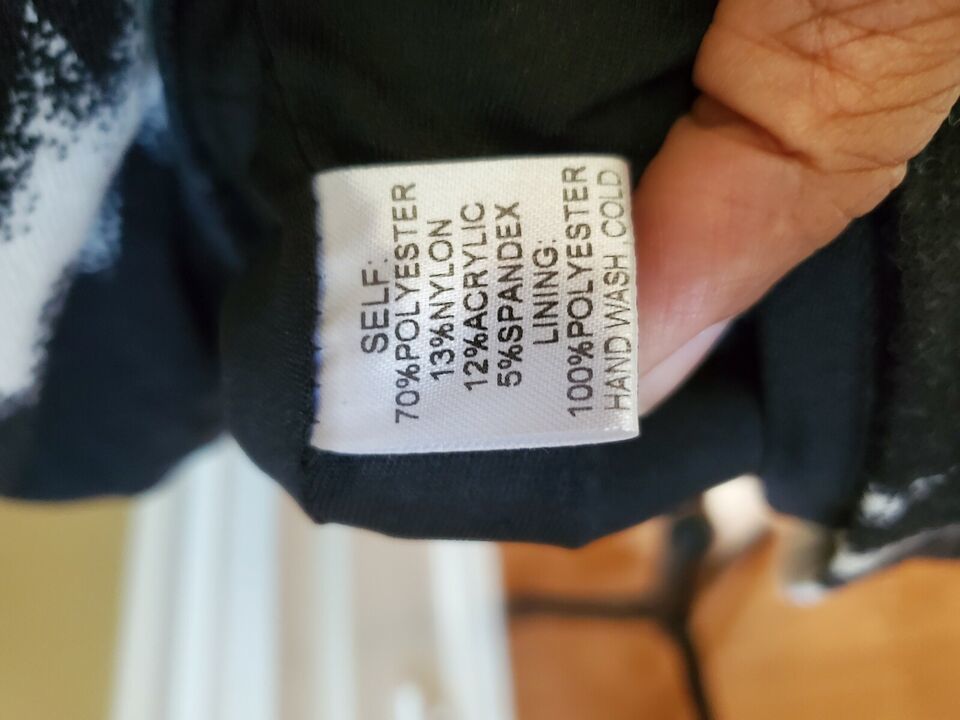 SELF:
70%POLYESTER
13%NYLON
12%ACRYLIC
5%SPANDEX
LINING:
100%POLYESTER
HAND WASH COLD